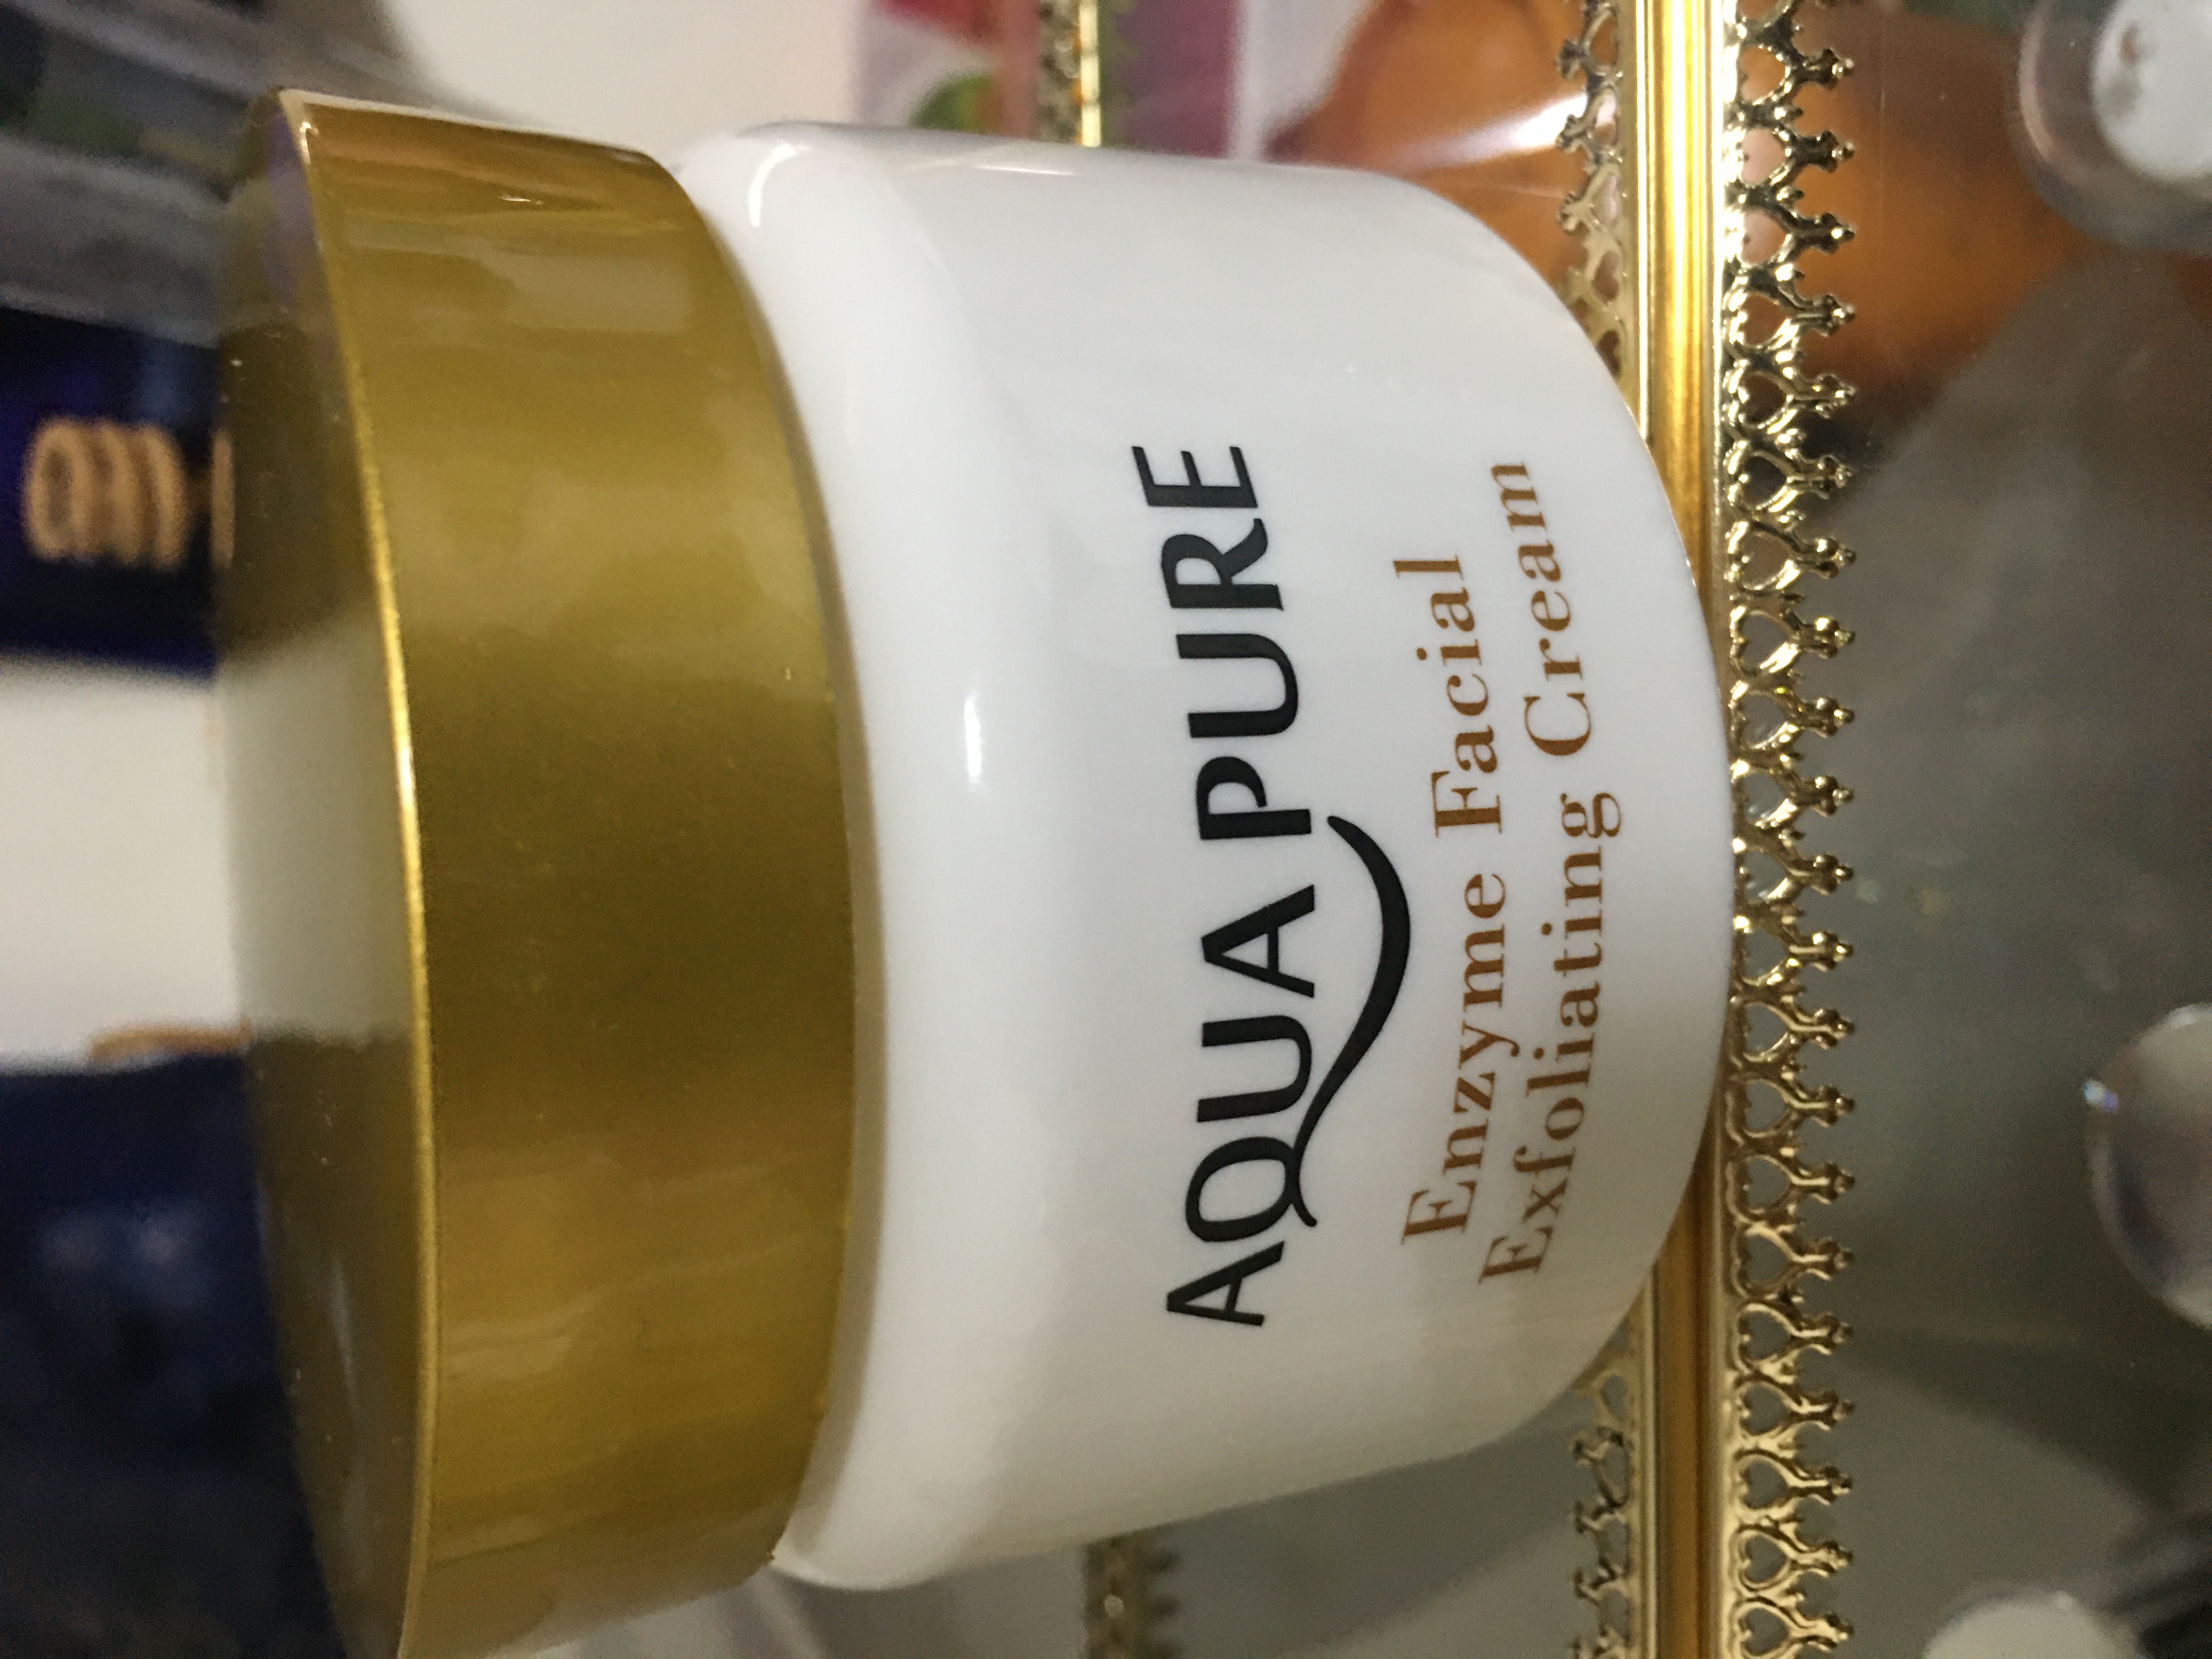 AQUA PURE
Enzyme Facial
Exfoliating Cream